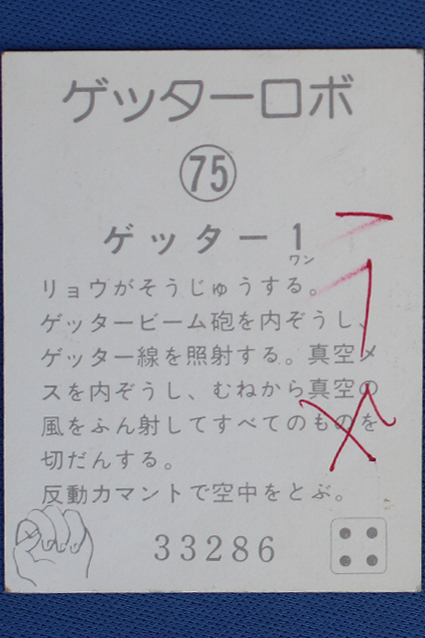 ゲッターロボ
75
ゲッター1
ワン
リョウがそうじゅうする。
ゲッタービーム砲を内ぞうし、
ゲッター線を照射する。真空メ
スを内ぞうし、むねから真空の
風をふん射してすべてのものを
切だんする。
反動力マントで空中をとぶ。
33286